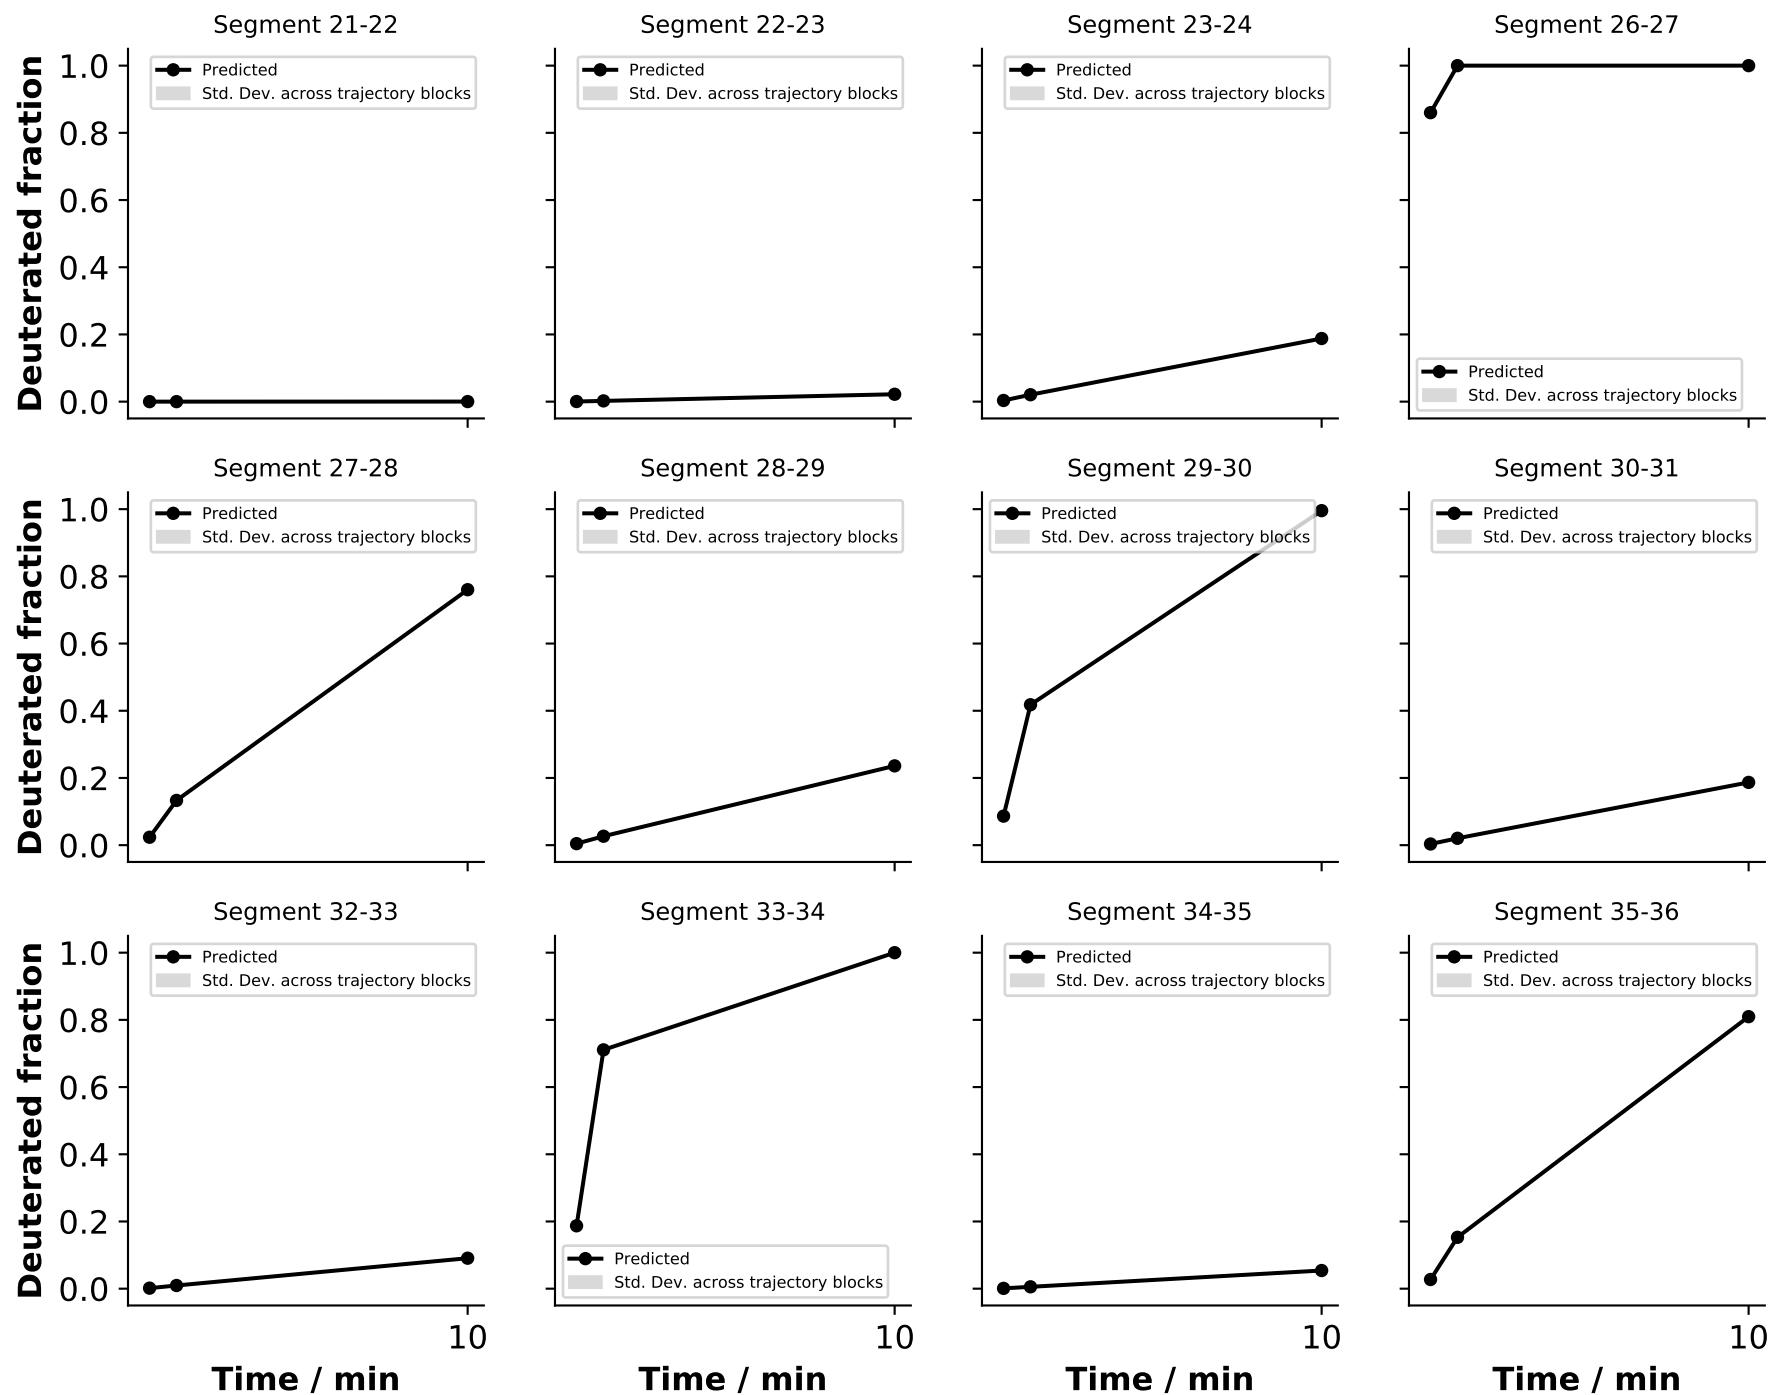 Segment 21-22
Segment 22-23
Segment 23-24
Segment 26-27
Deuterated fraction
1.0
0.8
0.6
0.4
0.2
0.0
Predicted
Std. Dev. across trajectory blocks
Predicted
Std. Dev. across trajectory blocks
Predicted
Std. Dev. across trajectory blocks
Predicted
Std. Dev. across trajectory blocks
Segment 27-28
Segment 28-29
Segment 29-30
Segment 30-31
Deuterated fraction
1.0
0.8
0.6
0.4
0.2
0.0
Predicted
Std. Dev. across trajectory blocks
Predicted
Std. Dev. across trajectory blocks
Predicted
Std. Dev. across trajectory blocks
Predicted
Std. Dev. across trajectory blocks
Segment 32-33
Segment 33-34
Segment 34-35
Segment 35-36
Deuterated fraction
1.0
0.8
0.6
0.4
0.2
0.0
Predicted
Std. Dev. across trajectory blocks
Predicted
Std. Dev. across trajectory blocks
Predicted
Std. Dev. across trajectory blocks
Predicted
Std. Dev. across trajectory blocks
10
10
10
10
Time / min
Time / min
Time / min
Time / min